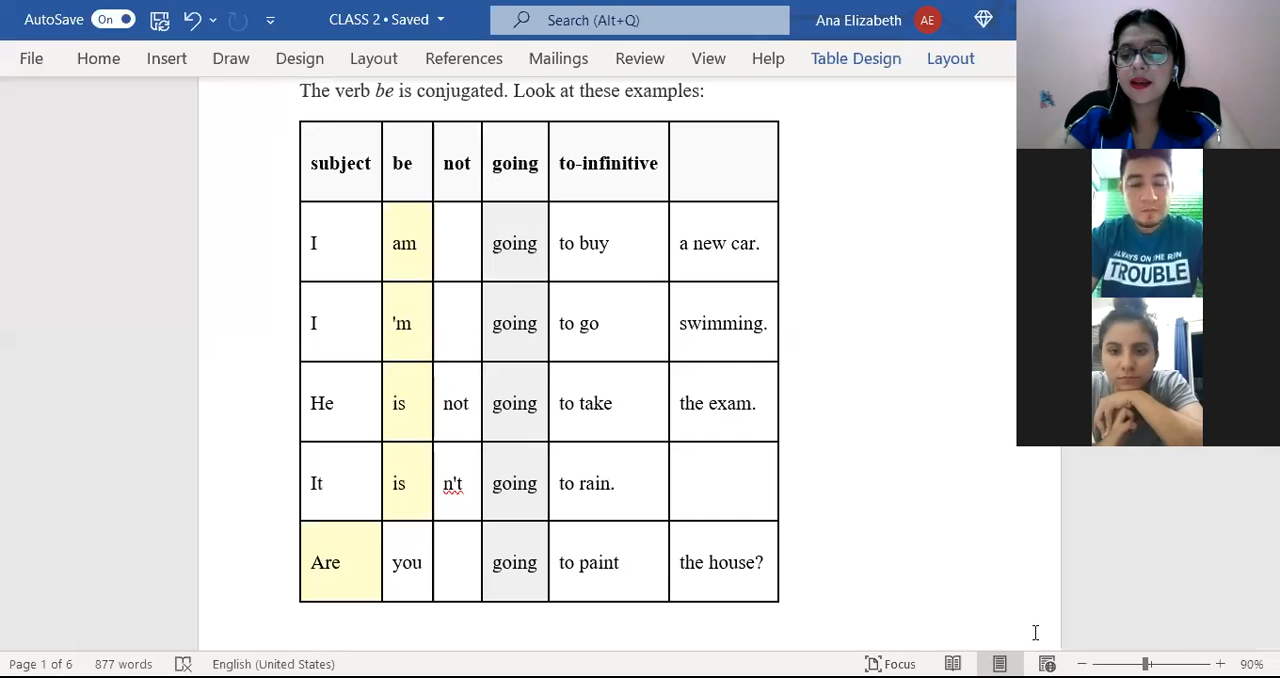 AutoSave On CLASS 2 • Saved Search (Alt+Q) Ana Elizabeth AE
File Home Insert Draw Design Layout References Mailings Review View Help Table Design Layout
The verb be is conjugated. Look at these examples:
subject be not going to-infinitive
I am going to buy a new car.
I 'm going to go swimming.
He is not going to take the exam.
It is n't going to rain.
Are you going to paint the house?
ALWAYS ON THE RUN
TROUBLE
Page 1 of 6 877 words English (United States) Focus 90%